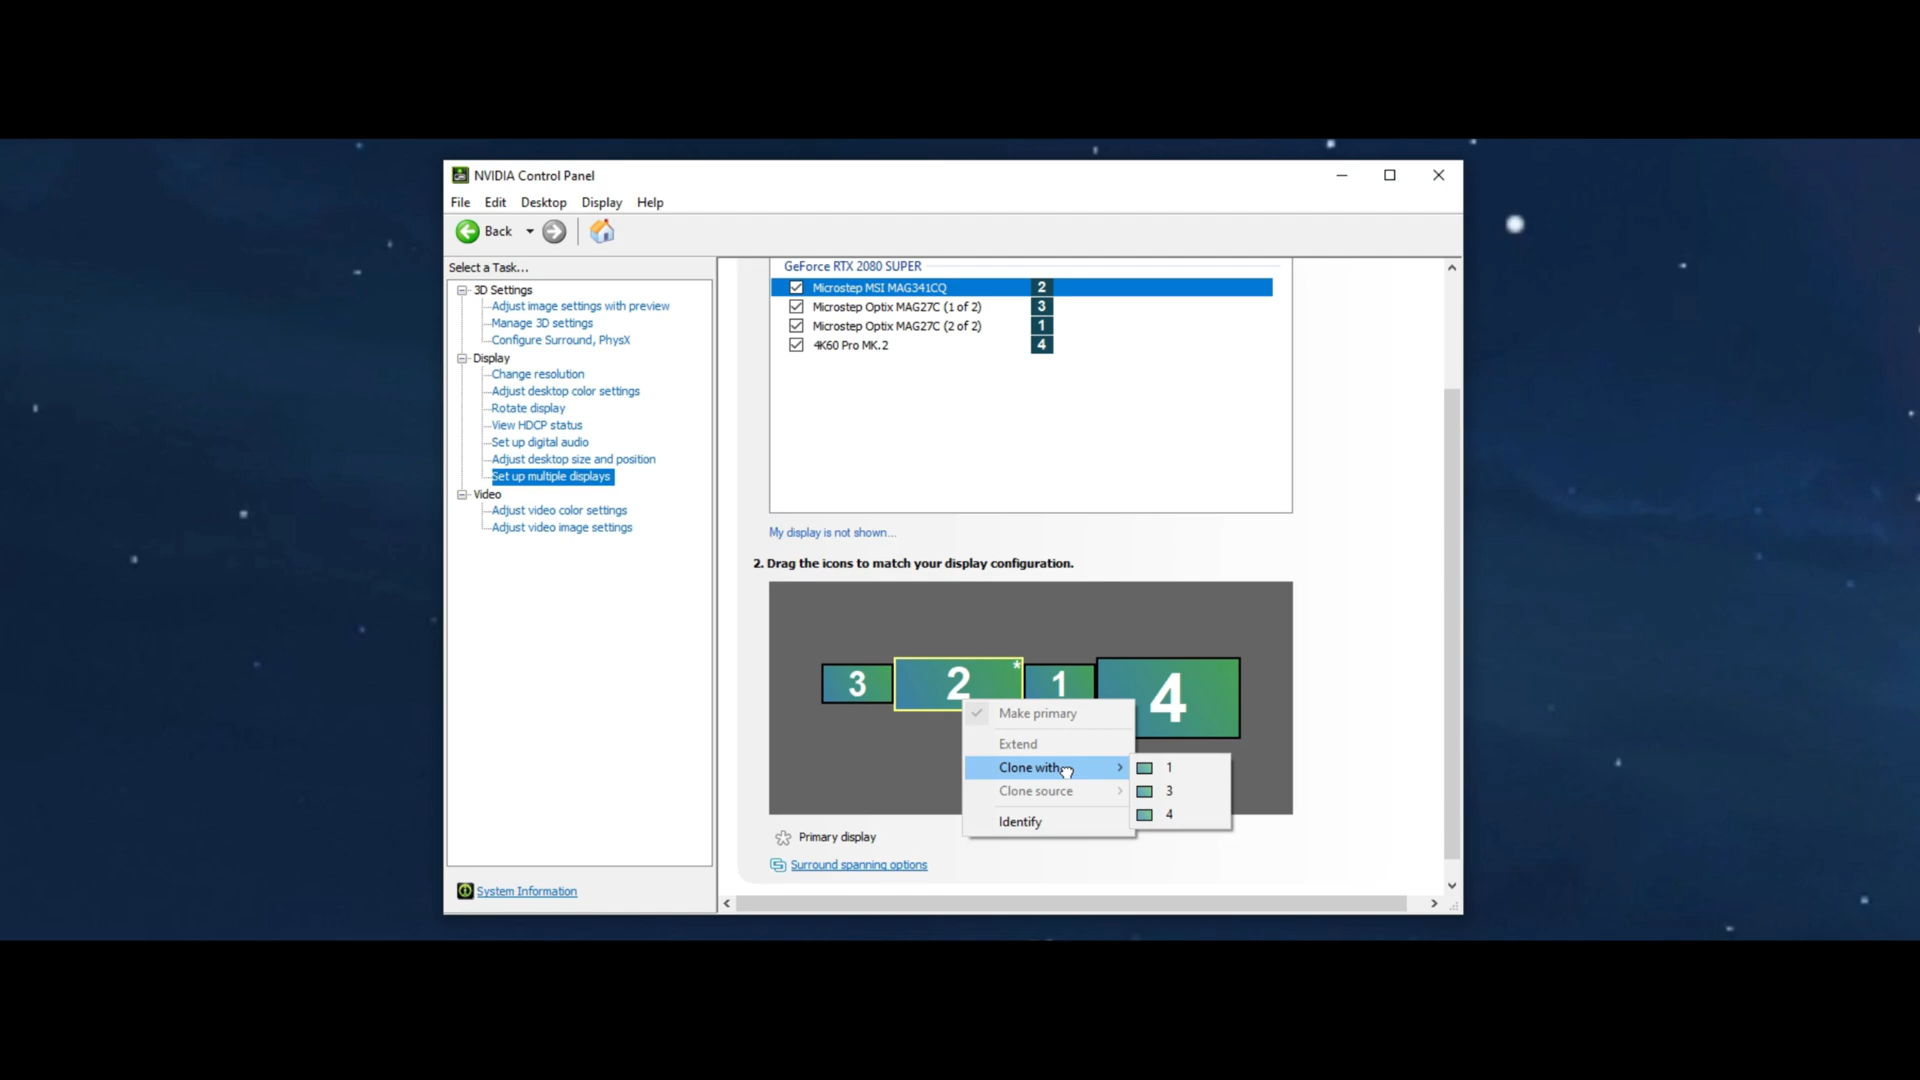 NVIDIA Control Panel
File Edit Desktop Display Help
Back
Select a Task...
3D Settings
Adjust image settings with preview
Manage 3D settings
Configure Surround, PhysX
Display
Change resolution
Adjust desktop color settings
Rotate display
View HDCP status
Set up digital audio
Adjust desktop size and position
Set up multiple displays
Video
Adjust video color settings
Adjust video image settings
System Information
GeForce RTX 2080 SUPER
Microstep MSI MAG341CQ 2
Microstep Optix MAG27C (1 of 2) 3
Microstep Optix MAG27C (2 of 2) 1
4K60 Pro MK.2 4
My display is not shown...
2. Drag the icons to match your display configuration.
3 2 * 1 4
Make primary
Extend
Clone with
Clone source
Identify
1
3
4
Primary display
Surround spanning options